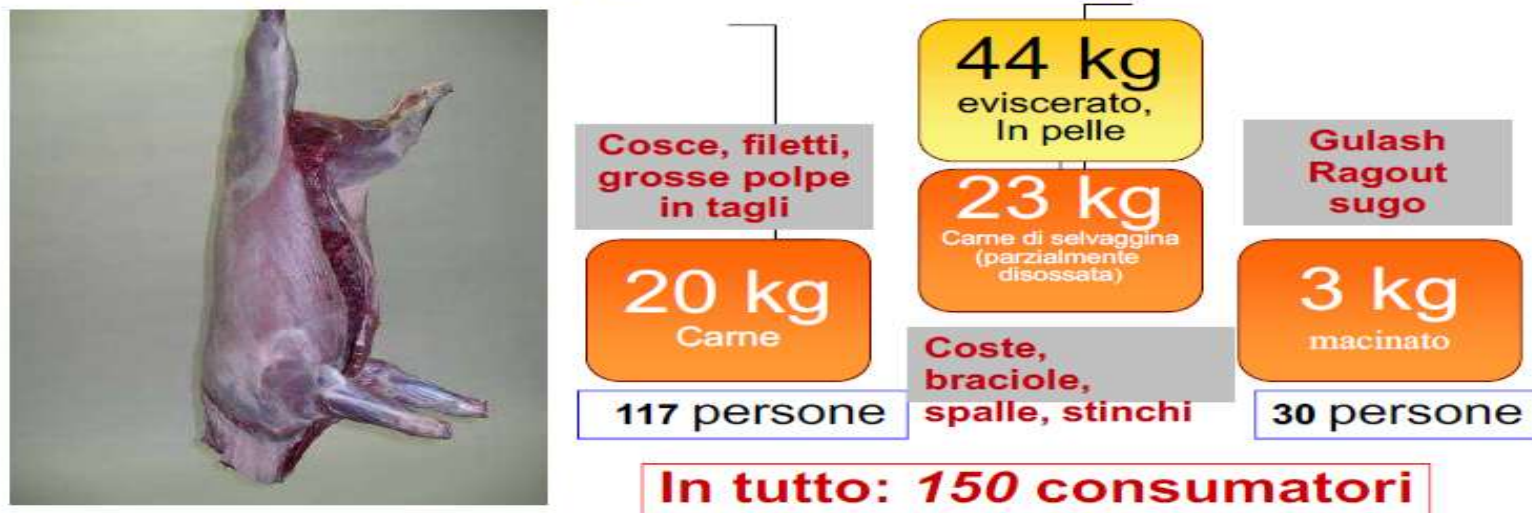 44 kg
eviscerato,
In pelle
Cosce, filetti,
grosse polpe
in tagli
Gulash
Ragout
sugo
23 kg
Carne di selvaggina
(parzialmente
disossata)
20 kg
Carne
3 kg
macinato
Coste,
braciole,
spalle, stinchi
117 persone
30 persone
In tutto: 150 consumatori